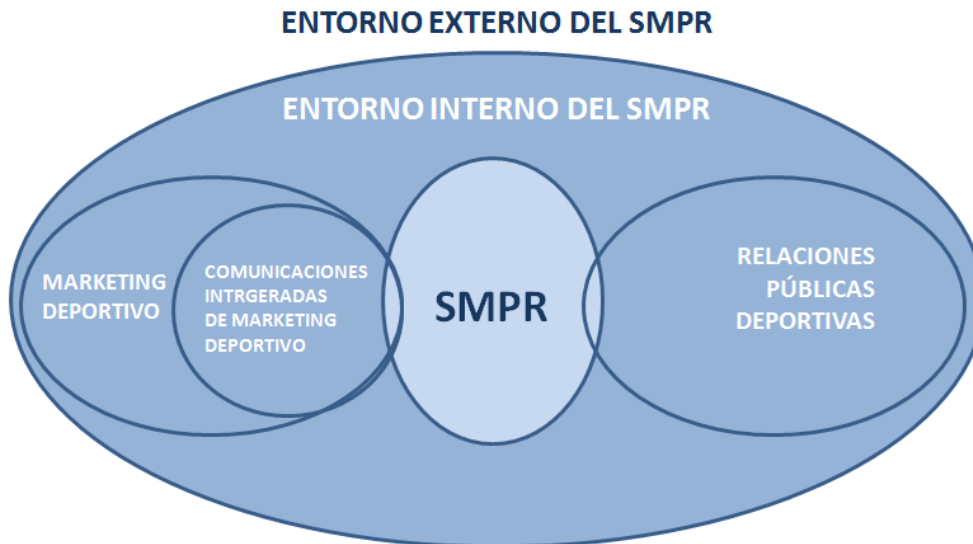 ENTORNO EXTERNO DEL SMPR
ENTORNO INTERNO DEL SMPR
MARKETING
DEPORTIVO
COMUNICACIONES
INTRGERADAS
DE MARKETING
DEPORTIVO
SMPR
RELACIONES
PÚBLICAS
DEPORTIVAS